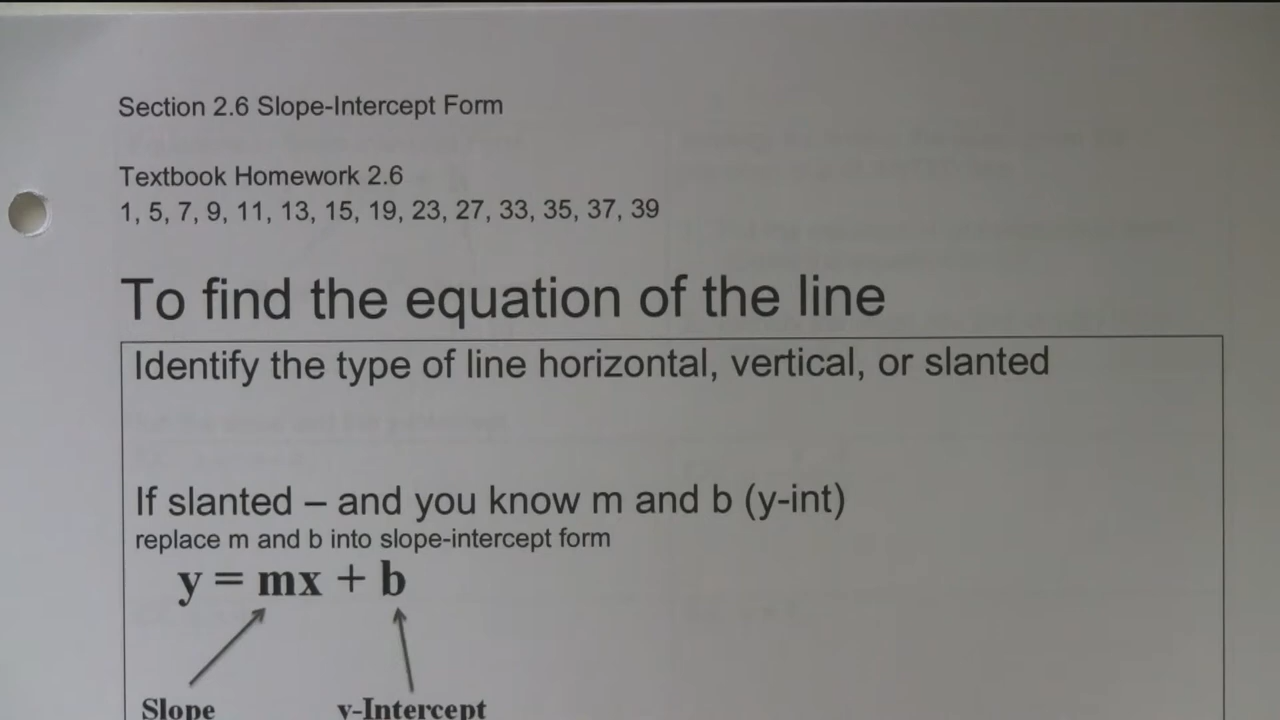 Section 2.6 Slope-Intercept Form
Textbook Homework 2.6
1, 5, 7, 9, 11, 13, 15, 19, 23, 27, 33, 35, 37, 39
To find the equation of the line
Identify the type of line horizontal, vertical, or slanted
If slanted – and you know m and b (y-int)
replace m and b into slope-intercept form
y = mx + b
Slope y-Intercept